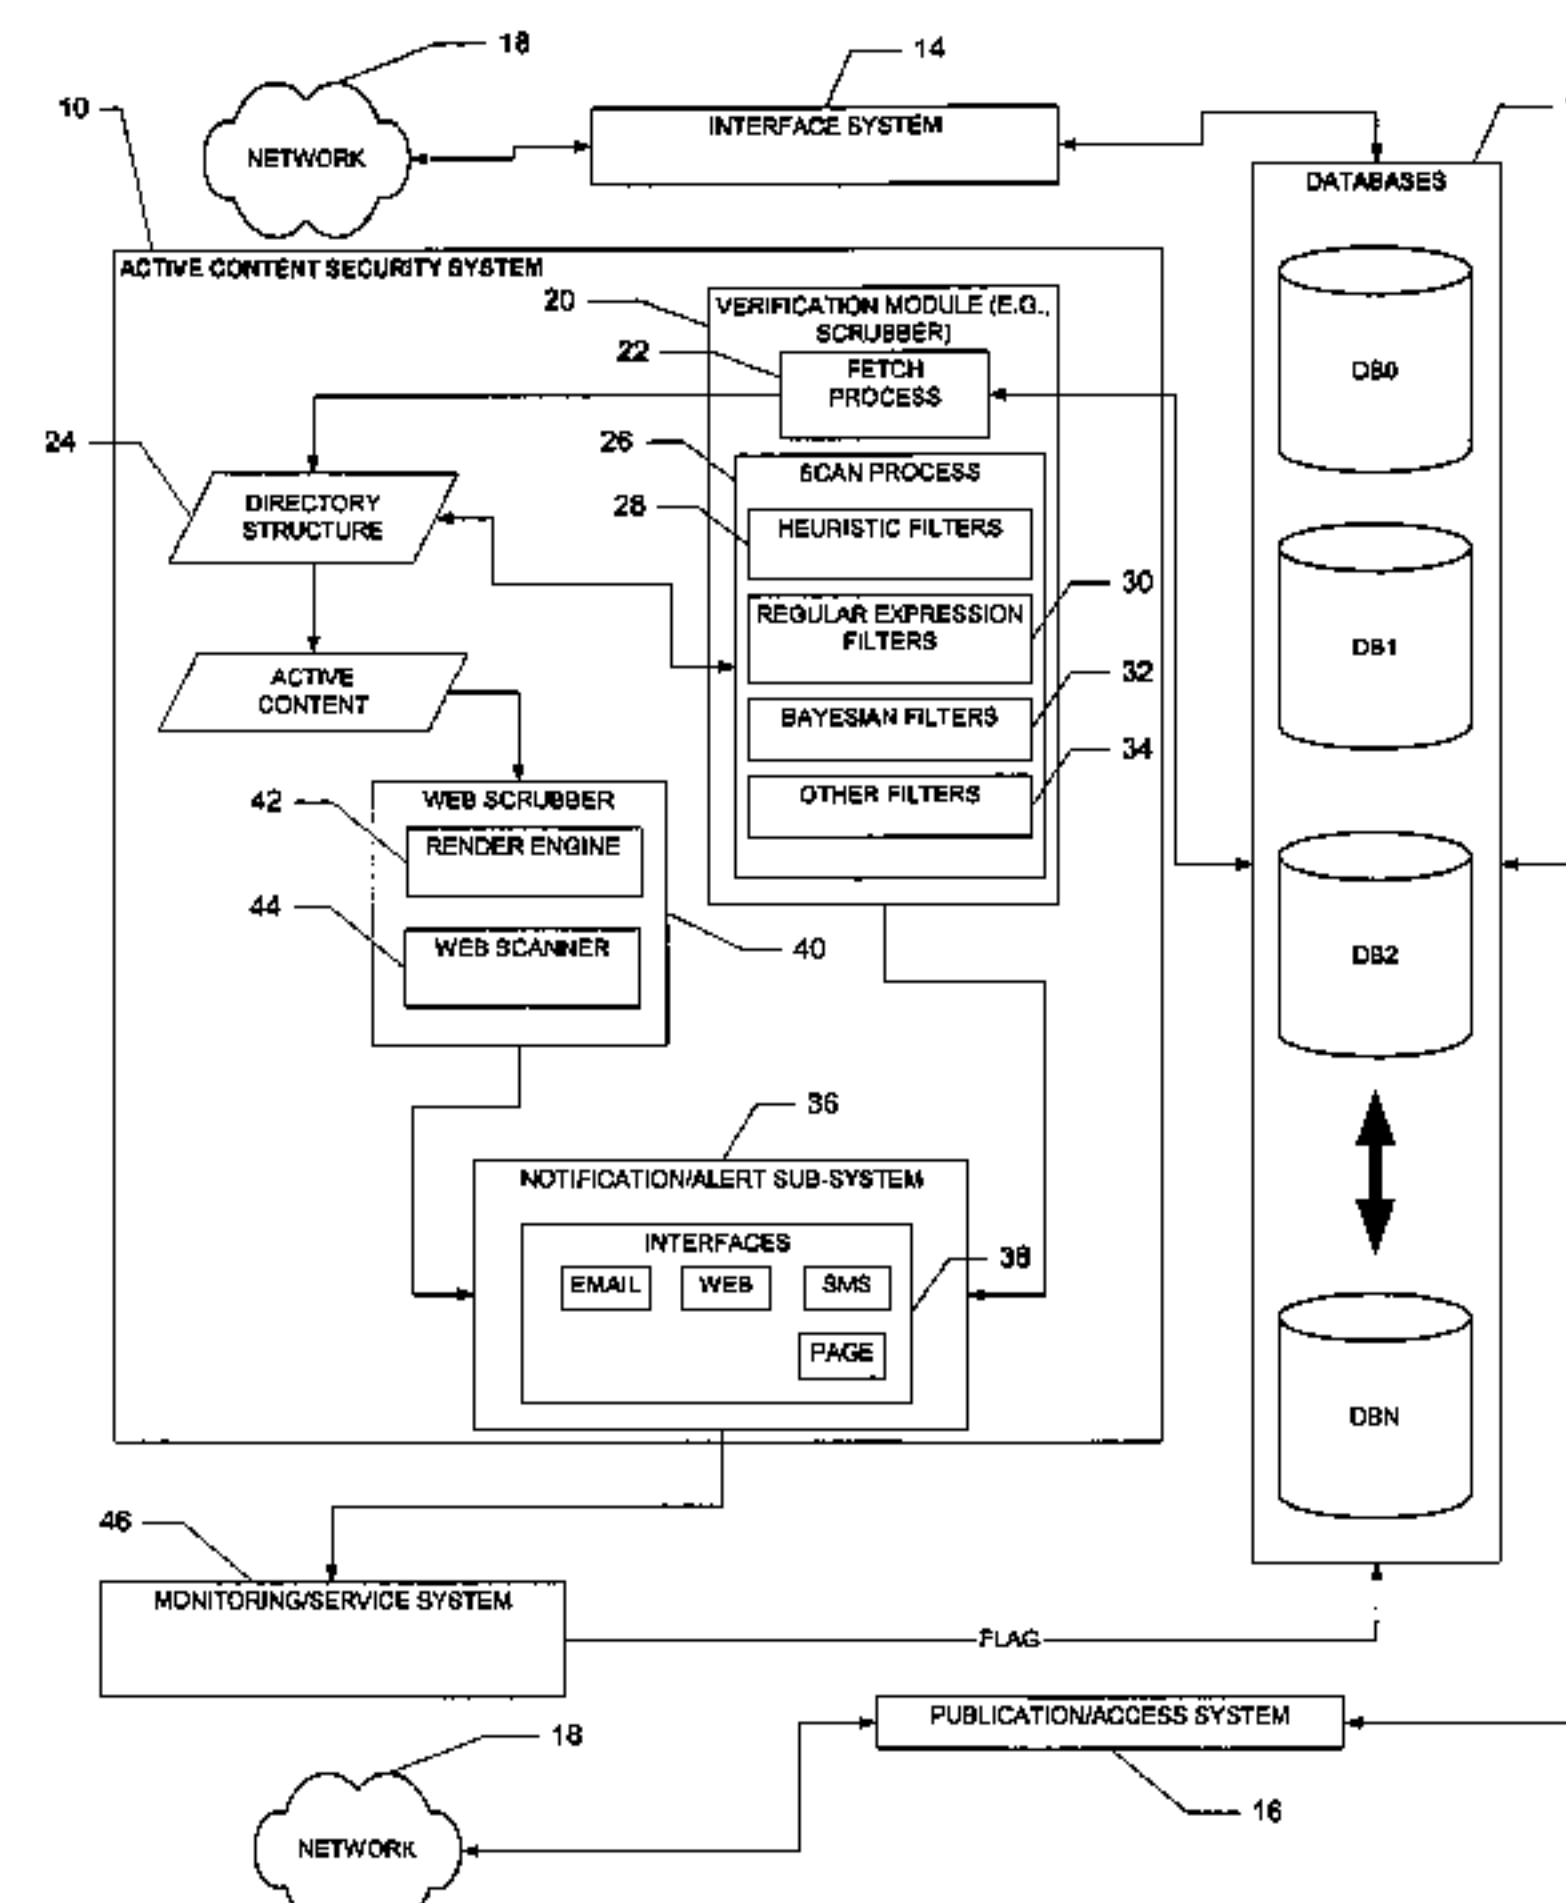 18
14
10
INTERFACE SYSTEM
NETWORK
DATABASES
ACTIVE CONTENT SECURITY SYSTEM
20
VERIFICATION MODULE (E.G.,
SCRUBBER)
22
FETCH
PROCESS
DB0
24
26
SCAN PROCESS
DIRECTORY
STRUCTURE
28
HEURISTIC FILTERS
30
REGULAR EXPRESSION
FILTERS
DB1
ACTIVE
CONTENT
32
BAYESIAN FILTERS
34
OTHER FILTERS
42
WEB SCRUBBER
RENDER ENGINE
44
WEB SCANNER
40
DB2
36
NOTIFICATION/ALERT SUB-SYSTEM
INTERFACES
38
EMAIL
WEB
SMS
PAGE
DBN
46
MONITORING/SERVICE SYSTEM
FLAG
PUBLICATION/ACCESS SYSTEM
18
16
NETWORK